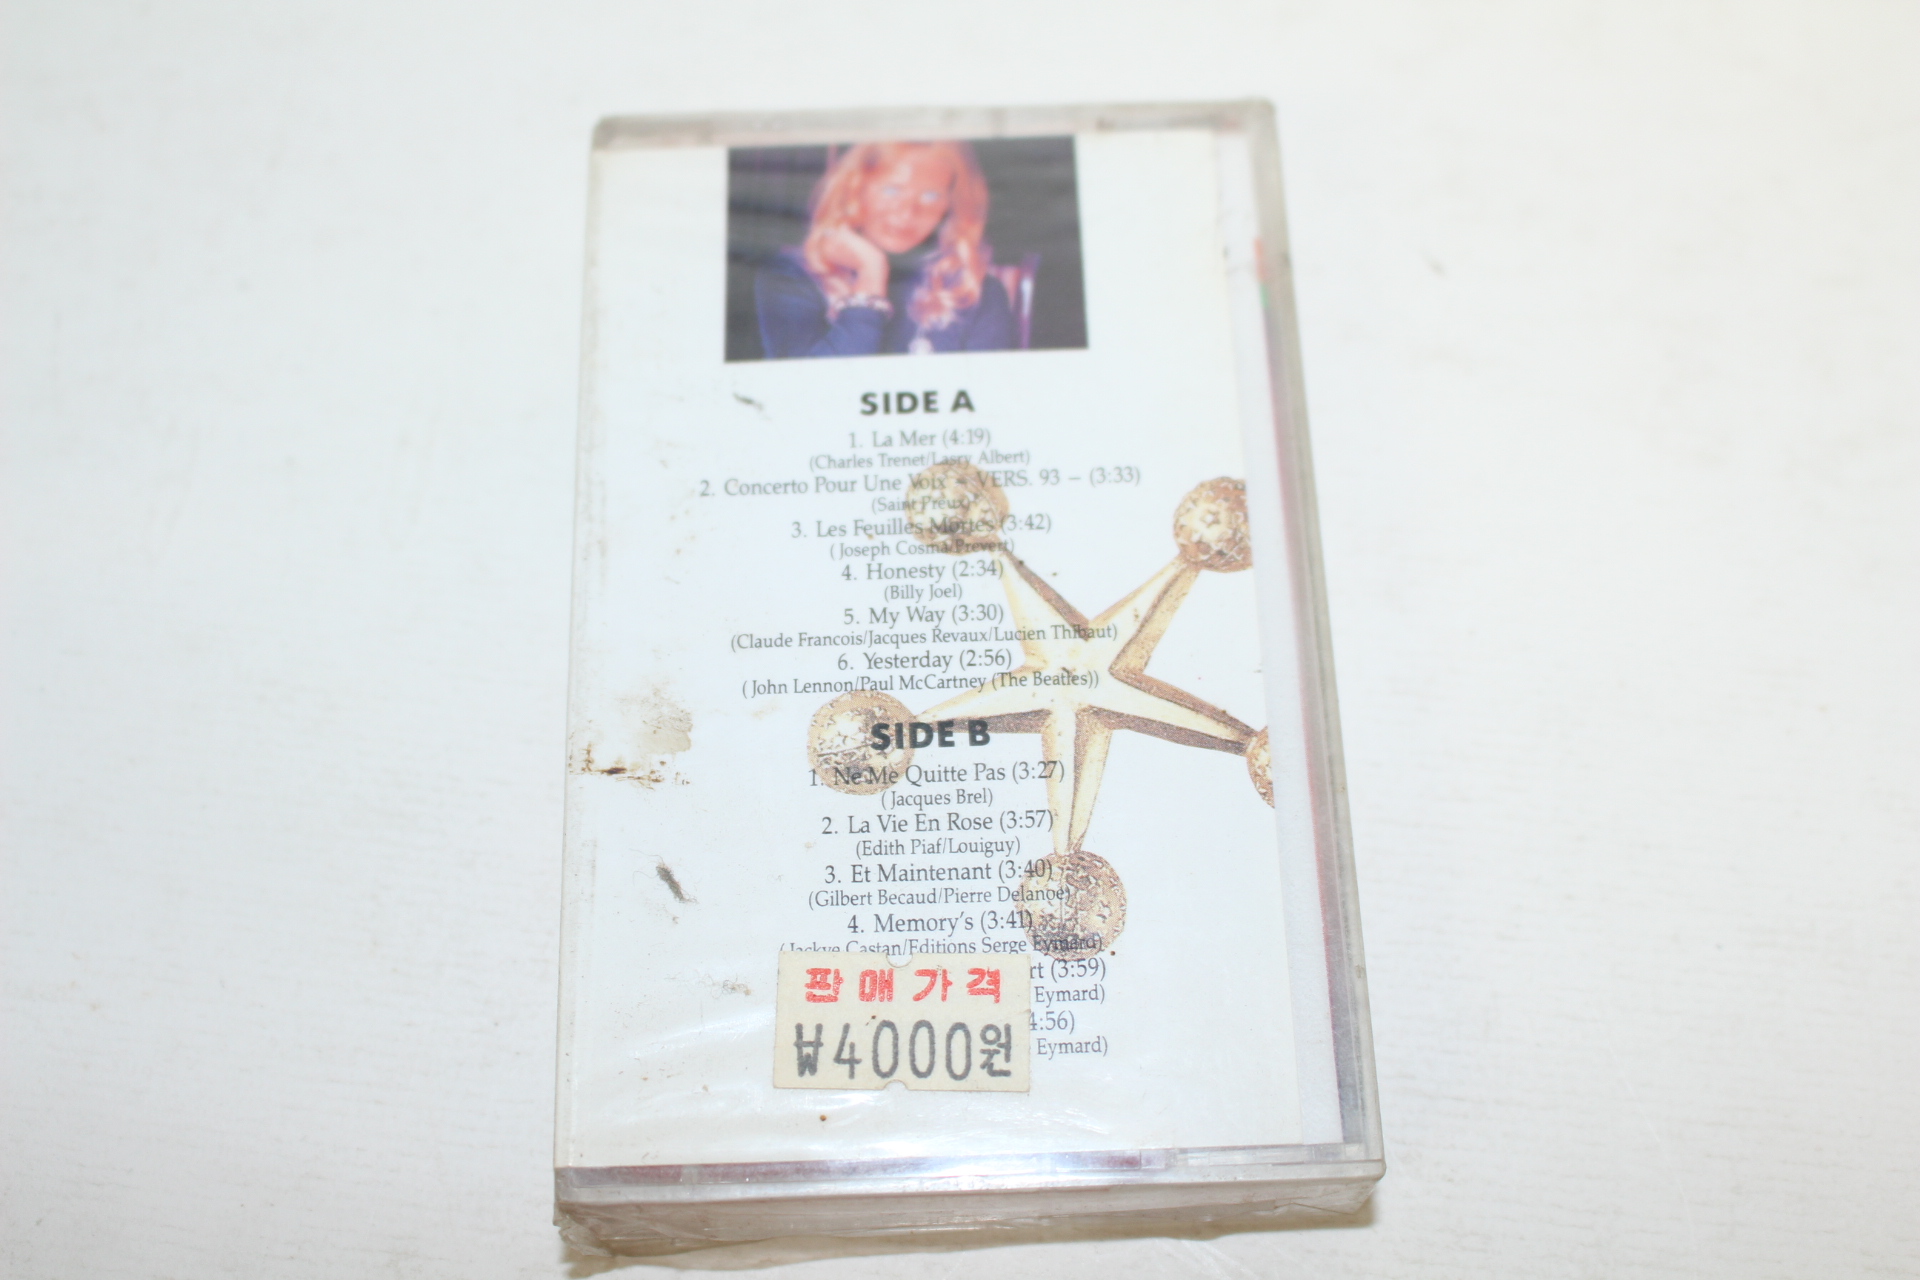 SIDE A
1. La Mer (4:19)
(Charles Trenet/Lasry Albert)
2. Concerto Pour Une Voix – VERS. 93 – (3:33)
(Saint Preux)
3. Les Feuilles Mortes (3:42)
(Joseph Cosma/Prevert)
4. Honesty (2:34)
(Billy Joel)
5. My Way (3:30)
(Claude Francois/Jacques Revaux/Lucien Thibaut)
6. Yesterday (2:56)
(John Lennon/Paul McCartney (The Beatles))
SIDE B
1. Ne Me Quitte Pas (3:27)
(Jacques Brel)
2. La Vie En Rose (3:57)
(Edith Piaf/Louiguy)
3. Et Maintenant (3:40)
(Gilbert Becaud/Pierre Delanoe)
4. Memory's (3:41)
(Jackye Castan/Editions Serge Eymard)
rt (3:59)
Eymard)
4:56)
Eymard)
판매가격
₩4000원